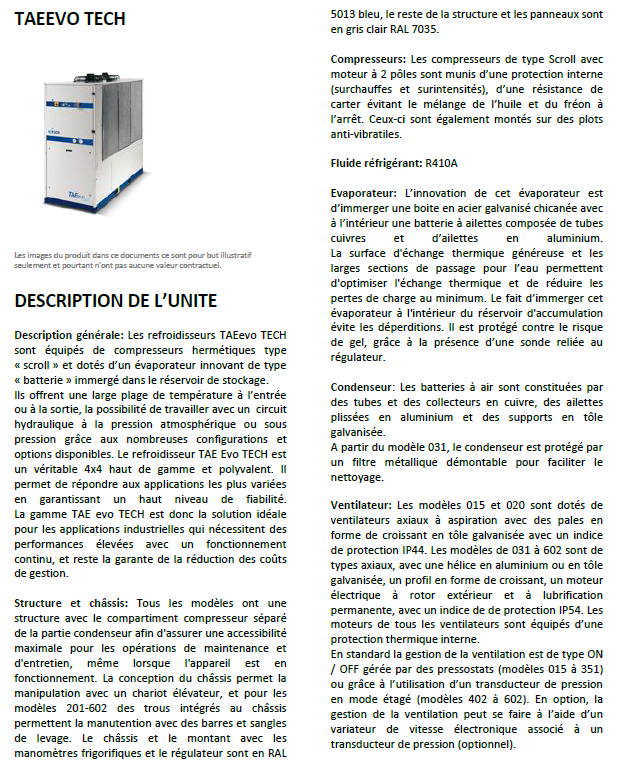 TAEEVO TECH
Les images du produit dans ce documents ce sont pour but illustratif
seulement et pourtant n'ont pas aucune valeur contractuel.
DESCRIPTION DE L'UNITE
Description générale: Les refroidisseurs TAEevo TECH
sont équipés de compresseurs hermétiques type
« scroll » et dotés d'un évaporateur innovant de type
« batterie » immergé dans le réservoir de stockage.
Ils offrent une large plage de température à l'entrée
ou à la sortie, la possibilité de travailler avec un circuit
hydraulique à la pression atmosphérique ou sous
pression grâce aux nombreuses configurations et
options disponibles. Le refroidisseur TAE Evo TECH est
un véritable 4x4 haut de gamme et polyvalent. Il
permet de répondre aux applications les plus variées
en garantissant un haut niveau de fiabilité.
La gamme TAE evo TECH est donc la solution idéale
pour les applications industrielles qui nécessitent des
performances élevées avec un fonctionnement
continu, et reste la garante de la réduction des coûts
de gestion.
Structure et châssis: Tous les modèles ont une
structure avec le compartiment compresseur séparé
de la partie condenseur afin d'assurer une accessibilité
maximale pour les opérations de maintenance et
d'entretien, même lorsque l'appareil est en
fonctionnement. La conception du châssis permet la
manipulation avec un chariot élévateur, et pour les
modèles 201-602 des trous intégrés au châssis
permettent la manutention avec des barres et sangles
de levage. Le châssis et le montant avec les
manomètres frigorifiques et le régulateur sont en RAL
5013 bleu, le reste de la structure et les panneaux sont
en gris clair RAL 7035.
Compresseurs: Les compresseurs de type Scroll avec
moteur à 2 pôles sont munis d'une protection interne
(surchauffes et surintensités), d'une résistance de
carter évitant le mélange de l'huile et du fréon à
l'arrêt. Ceux-ci sont également montés sur des plots
anti-vibratiles.
Fluide réfrigérant: R410A
Evaporateur: L'innovation de cet évaporateur est
d'immerger une boite en acier galvanisé chicanée avec
à l'intérieur une batterie à ailettes composée de tubes
cuivres et d'ailettes en aluminium.
La surface d'échange thermique généreuse et les
larges sections de passage pour l'eau permettent
d'optimiser l'échange thermique et de réduire les
pertes de charge au minimum. Le fait d'immerger cet
évaporateur à l'intérieur du réservoir d'accumulation
évite les déperditions. Il est protégé contre le risque
de gel, grâce à la présence d'une sonde reliée au
régulateur.
Condenseur: Les batteries à air sont constituées par
des tubes et des collecteurs en cuivre, des ailettes
plissées en aluminium et des supports en tôle
galvanisée.
A partir du modèle 031, le condenseur est protégé par
un filtre métallique démontable pour faciliter le
nettoyage.
Ventilateur: Les modèles 015 et 020 sont dotés de
ventilateurs axiaux à aspiration avec des pales en
forme de croissant en tôle galvanisée avec un indice
de protection IP44. Les modèles de 031 à 602 sont de
types axiaux, avec une hélice en aluminium ou en tôle
galvanisée, un profil en forme de croissant, un moteur
électrique à rotor extérieur et à lubrification
permanente, avec un indice de de protection IP54. Les
moteurs de tous les ventilateurs sont équipés d'une
protection thermique interne.
En standard la gestion de la ventilation est de type ON
/ OFF gérée par des pressostats (modèles 015 à 351)
ou grâce à l'utilisation d'un transducteur de pression
en mode étagé (modèles 402 à 602). En option, la
gestion de la ventilation peut se faire à l'aide d'un
variateur de vitesse électronique associé à un
transducteur de pression (optionnel).